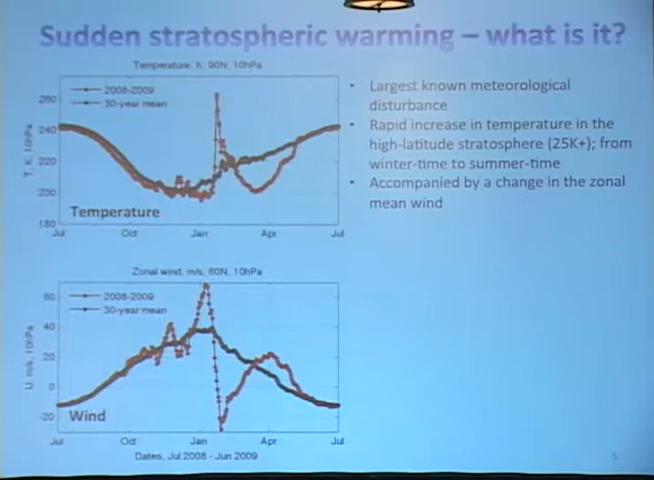 Sudden stratospheric warming – what is it?
Temperature, K, 90N, 10hPa
2008-2009
30-year mean
T, K, 10hPa
260
240
220
200
180
Temperature
Jul Oct Jan Apr Jul
• Largest known meteorological
disturbance
• Rapid increase in temperature in the
high-latitude stratosphere (25K+); from
winter-time to summer-time
• Accompanied by a change in the zonal
mean wind
Zonal wind, m/s, 60N, 10hPa
2008-2009
30-year mean
U, m/s, 10hPa
60
40
20
0
-20
Wind
Jul Oct Jan Apr Jul
Dates, Jul 2008 - Jun 2009
5